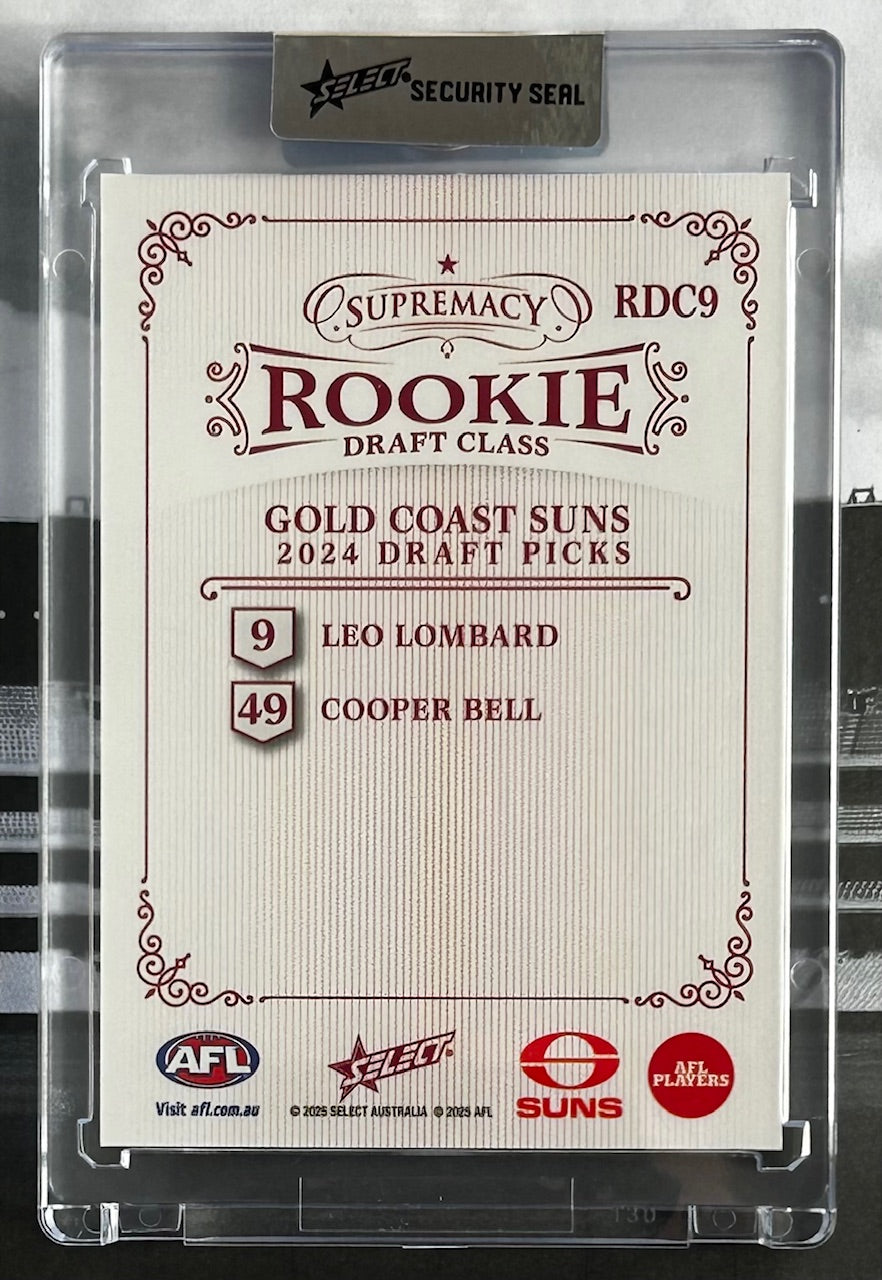 SELECT SECURITY SEAL
SUPREMACY RDC9
ROOKIE
DRAFT CLASS
GOLD COAST SUNS
2024 DRAFT PICKS
9 LEO LOMBARD
49 COOPER BELL
AFL
Visit afl.com.au
SELECT
© 2025 SELECT AUSTRALIA © 2025 AFL
SUNS
AFL
PLAYERS
130